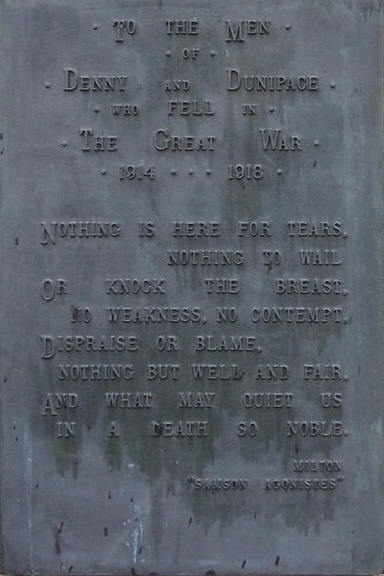 · TO THE MEN ·
· OF ·
· DENNY AND DUNIPACE ·
· WHO FELL IN ·
· THE GREAT WAR ·
· 1914 · · · 1918 ·
NOTHING IS HERE FOR TEARS,
NOTHING TO WAIL
OR KNOCK THE BREAST,
NO WEAKNESS, NO CONTEMPT,
DISPRAISE OR BLAME,
NOTHING BUT WELL AND FAIR,
AND WHAT MAY QUIET US
IN A DEATH SO NOBLE.
MILTON
"SAMSON AGONISTES"